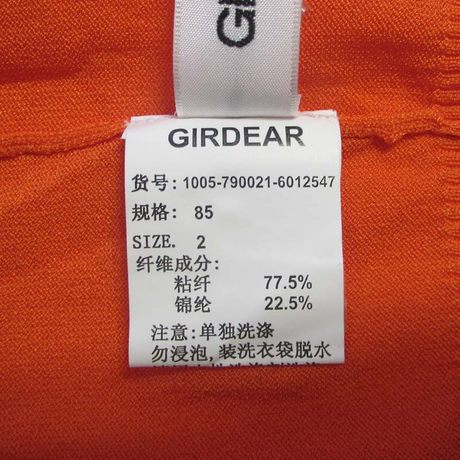 GI
GIRDEAR
货号:1005-790021-6012547
规格: 85
SIZE. 2
纤维成分:
粘纤 77.5%
锦纶 22.5%
注意:单独洗涤
勿浸泡,装洗衣袋脱水